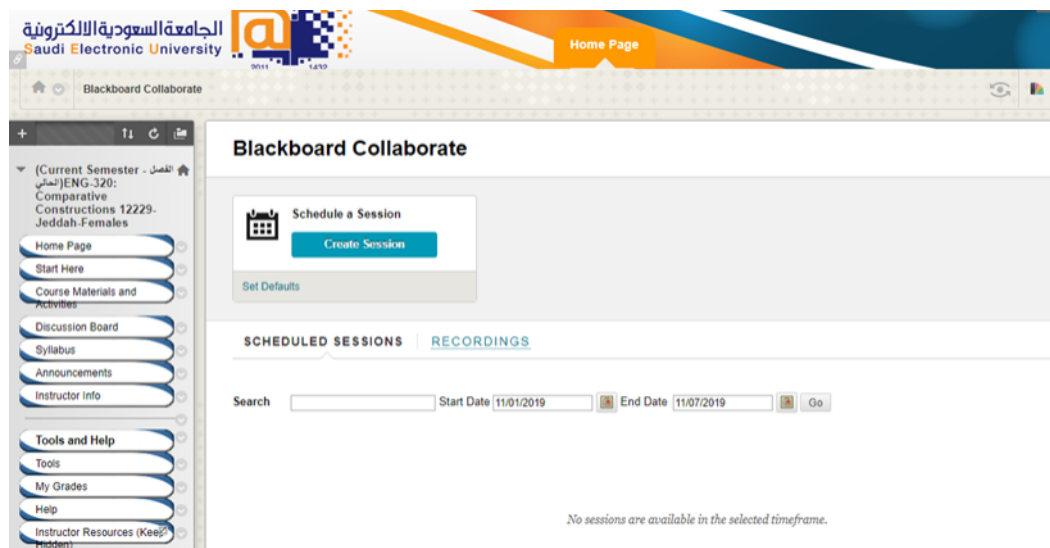 الجامعة السعودية الالكترونية
Saudi Electronic University
2011 1432
Home Page
Blackboard Collaborate
(Current Semester - الفصل
الحالي)ENG-320:
Comparative
Constructions 12229-
Jeddah-Females
Home Page
Start Here
Course Materials and
Activities
Discussion Board
Syllabus
Announcements
Instructor Info
Tools and Help
Tools
My Grades
Help
Instructor Resources (Keep
Hidden)
Blackboard Collaborate
Schedule a Session
Create Session
Set Defaults
SCHEDULED SESSIONS RECORDINGS
Search Start Date 11/01/2019 End Date 11/07/2019 Go
No sessions are available in the selected timeframe.